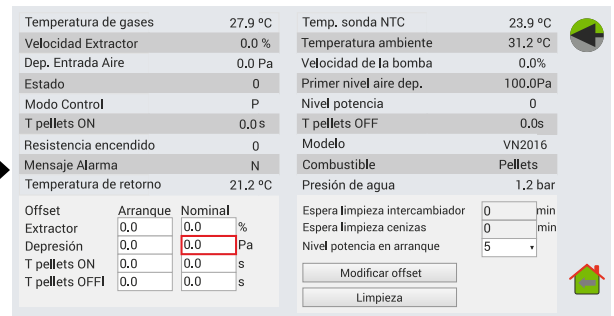 Temperatura de gases 27.9 ºC
Velocidad Extractor 0.0 %
Dep. Entrada Aire 0.0 Pa
Estado 0
Modo Control P
T pellets ON 0.0 s
Resistencia encendido 0
Mensaje Alarma N
Temperatura de retorno 21.2 ºC
Temp. sonda NTC 23.9 ºC
Temperatura ambiente 31.2 ºC
Velocidad de la bomba 0.0%
Primer nivel aire dep. 100.0Pa
Nivel potencia 0
T pellets OFF 0.0s
Modelo VN2016
Combustible Pellets
Presión de agua 1.2 bar
Offset Arranque Nominal
Extractor 0.0 0.0 %
Depresión 0.0 0.0 Pa
T pellets ON 0.0 0.0 s
T pellets OFFl 0.0 0.0 s
Espera limpieza intercambiador 0 min
Espera limpieza cenizas 0 min
Nivel potencia en arranque 5
Modificar offset
Limpieza